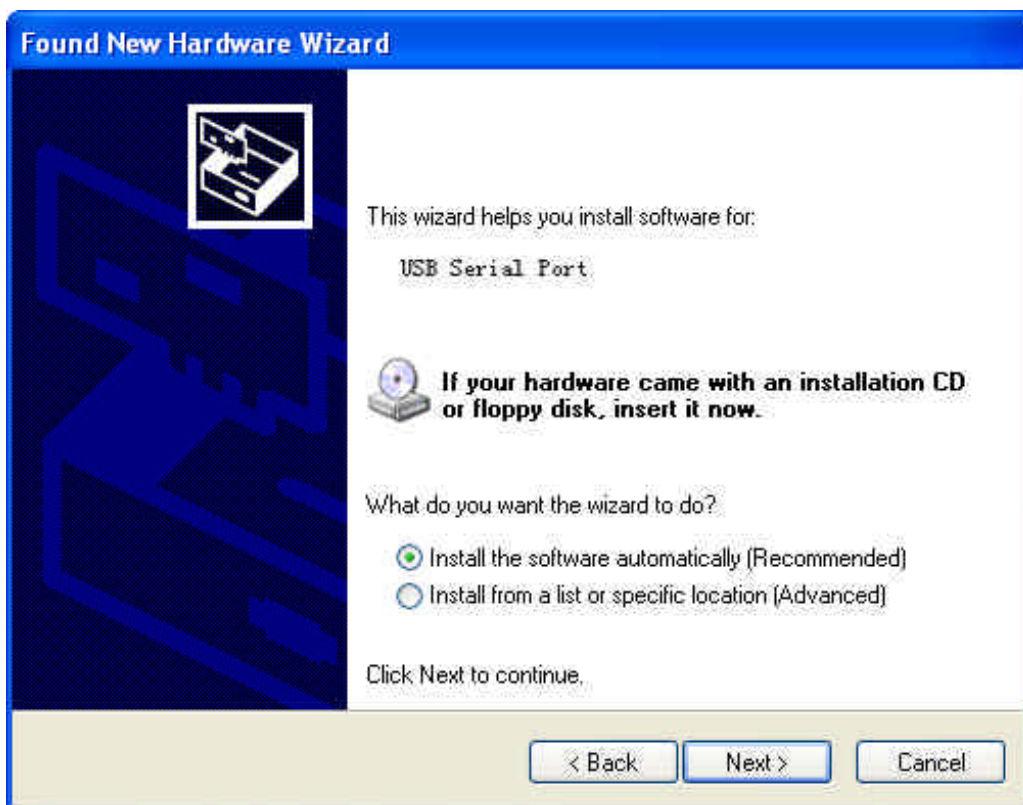 Found New Hardware Wizard
This wizard helps you install software for:
USB Serial Port
If your hardware came with an installation CD
or floppy disk, insert it now.
What do you want the wizard to do?
Install the software automatically (Recommended)
Install from a list or specific location (Advanced)
Click Next to continue.
< Back Next > Cancel